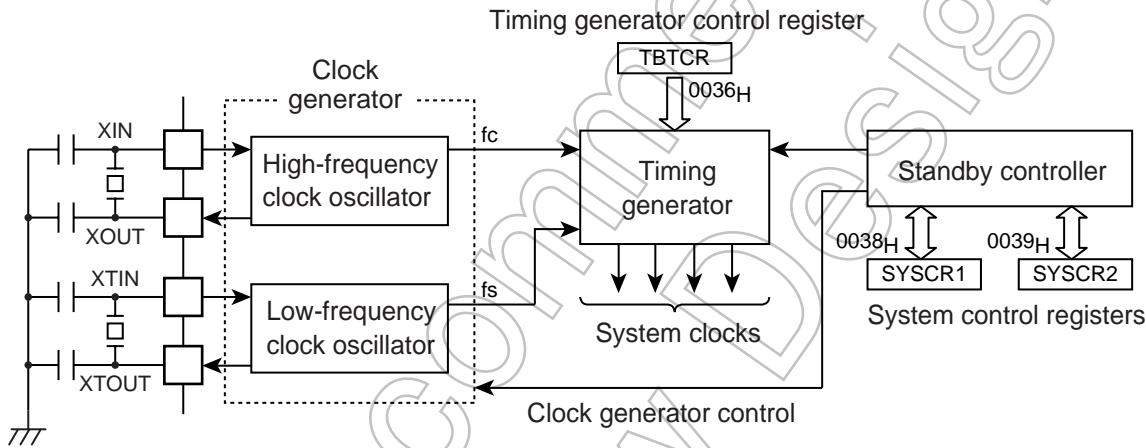 Timing generator control register
TBTCR
0036H
Clock
generator
XIN
High-frequency
clock oscillator
fc
XOUT
Timing
generator
Standby controller
0038H
0039H
SYSCR1
SYSCR2
System control registers
XTIN
Low-frequency
clock oscillator
fs
XTOUT
System clocks
Clock generator control